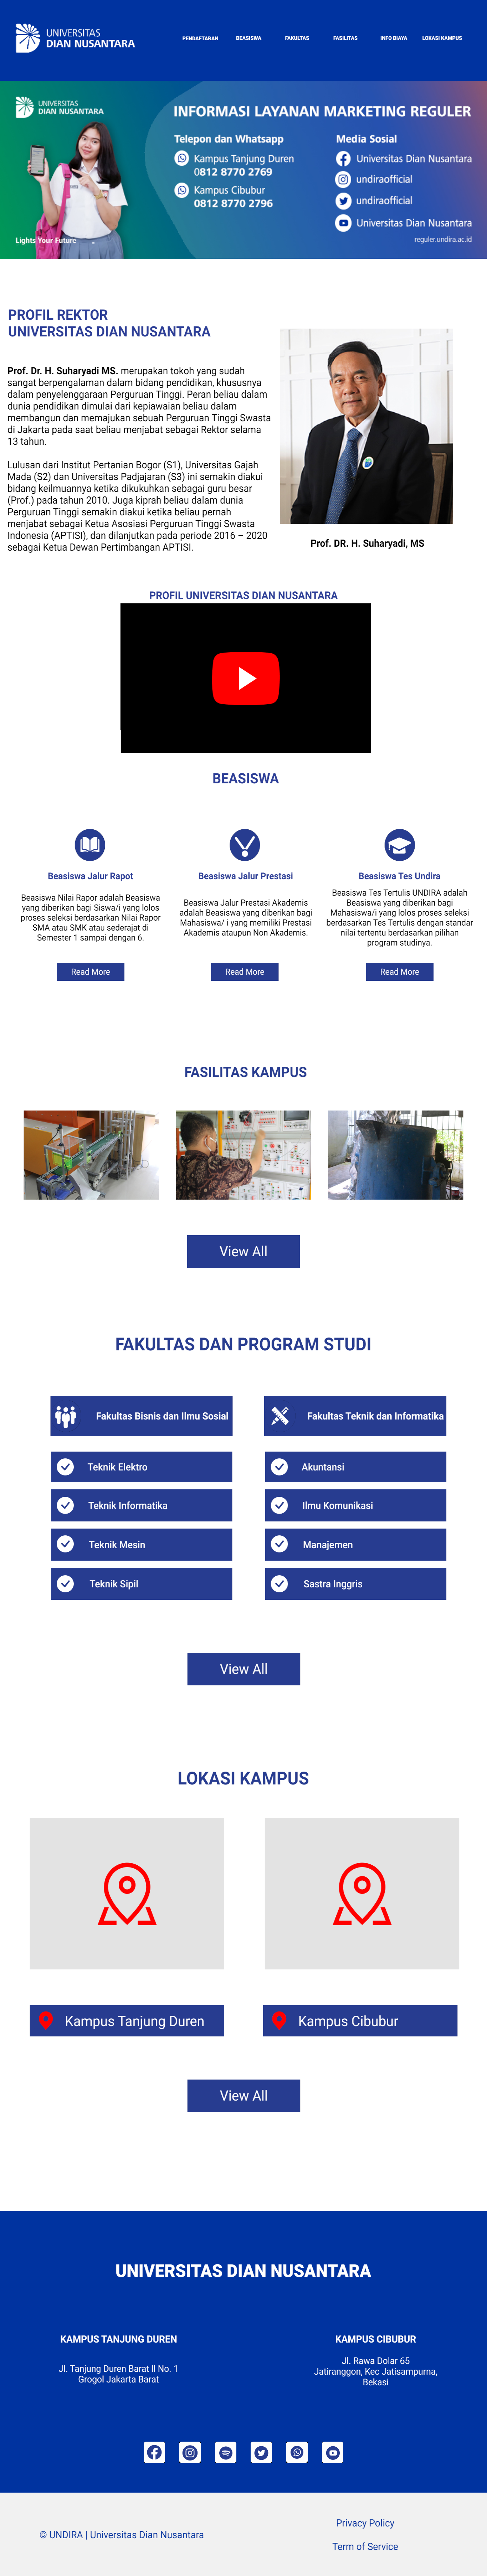 UNIVERSITAS
DIAN NUSANTARA
PENDAFTARAN
BEASISWA
FAKULTAS
FASILITAS
INFO BIAYA
LOKASI KAMPUS
UNIVERSITAS
DIAN NUSANTARA
Lights Your Future
INFORMASI LAYANAN MARKETING REGULER
Telepon dan Whatsapp
Kampus Tanjung Duren
0812 8770 2769
Kampus Cibubur
0812 8770 2796
Media Sosial
Universitas Dian Nusantara
undiraofficial
undiraofficial
Universitas Dian Nusantara
reguler.undira.ac.id
PROFIL REKTOR
UNIVERSITAS DIAN NUSANTARA
Prof. Dr. H. Suharyadi MS. merupakan tokoh yang sudah
sangat berpengalaman dalam bidang pendidikan, khususnya
dalam penyelenggaraan Perguruan Tinggi. Peran beliau dalam
dunia pendidikan dimulai dari kepiawaian beliau dalam
membangun dan memajukan sebuah Perguruan Tinggi Swasta
di Jakarta pada saat beliau menjabat sebagai Rektor selama
13 tahun.
Lulusan dari Institut Pertanian Bogor (S1), Universitas Gajah
Mada (S2) dan Universitas Padjajaran (S3) ini semakin diakui
bidang keilmuannya ketika dikukuhkan sebagai guru besar
(Prof.) pada tahun 2010. Juga kiprah beliau dalam dunia
Perguruan Tinggi semakin diakui ketika beliau pernah
menjabat sebagai Ketua Asosiasi Perguruan Tinggi Swasta
Indonesia (APTISI), dan dilanjutkan pada periode 2016 – 2020
sebagai Ketua Dewan Pertimbangan APTISI.
Prof. DR. H. Suharyadi, MS
PROFIL UNIVERSITAS DIAN NUSANTARA
BEASISWA
Beasiswa Jalur Rapot
Beasiswa Nilai Rapor adalah Beasiswa
yang diberikan bagi Siswa/i yang lolos
proses seleksi berdasarkan Nilai Rapor
SMA atau SMK atau sederajat di
Semester 1 sampai dengan 6.
Read More
Beasiswa Jalur Prestasi
Beasiswa Jalur Prestasi Akademis
adalah Beasiswa yang diberikan bagi
Mahasiswa/ i yang memiliki Prestasi
Akademis ataupun Non Akademis.
Read More
Beasiswa Tes Undira
Beasiswa Tes Tertulis UNDIRA adalah
Beasiswa yang diberikan bagi
Mahasiswa/i yang lolos proses seleksi
berdasarkan Tes Tertulis dengan standar
nilai tertentu berdasarkan pilihan
program studinya.
Read More
FASILITAS KAMPUS
View All
FAKULTAS DAN PROGRAM STUDI
Fakultas Bisnis dan Ilmu Sosial
Teknik Elektro
Teknik Informatika
Teknik Mesin
Teknik Sipil
Fakultas Teknik dan Informatika
Akuntansi
Ilmu Komunikasi
Manajemen
Sastra Inggris
View All
LOKASI KAMPUS
Kampus Tanjung Duren
Kampus Cibubur
View All
UNIVERSITAS DIAN NUSANTARA
KAMPUS TANJUNG DUREN
Jl. Tanjung Duren Barat II No. 1
Grogol Jakarta Barat
KAMPUS CIBUBUR
Jl. Rawa Dolar 65
Jatiranggon, Kec Jatisampurna,
Bekasi
© UNDIRA | Universitas Dian Nusantara
Privacy Policy
Term of Service